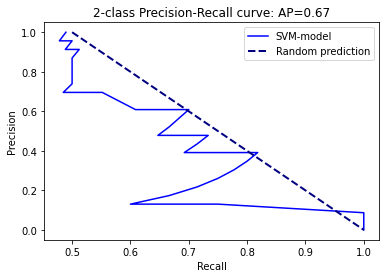 2-class Precision-Recall curve: AP=0.67
SVM-model
Random prediction
Precision
1.0
0.8
0.6
0.4
0.2
0.0
0.5 0.6 0.7 0.8 0.9 1.0
Recall